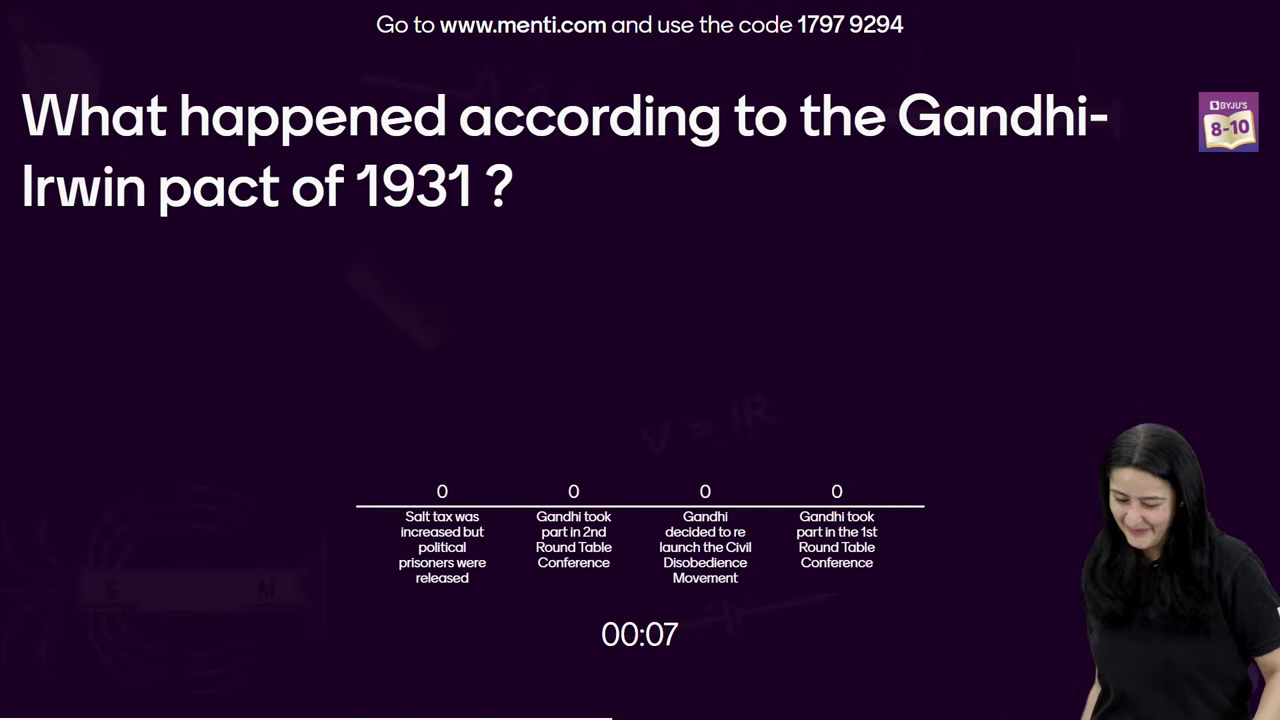 Go to www.menti.com and use the code 1797 9294
What happened according to the Gandhi-
Irwin pact of 1931 ?
BYJU'S
8-10
V = IR
0
0
0
0
Salt tax was
increased but
political
prisoners were
released
Gandhi took
part in 2nd
Round Table
Conference
Gandhi
decided to re
launch the Civil
Disobedience
Movement
Gandhi took
part in the 1st
Round Table
Conference
S
N
00:07